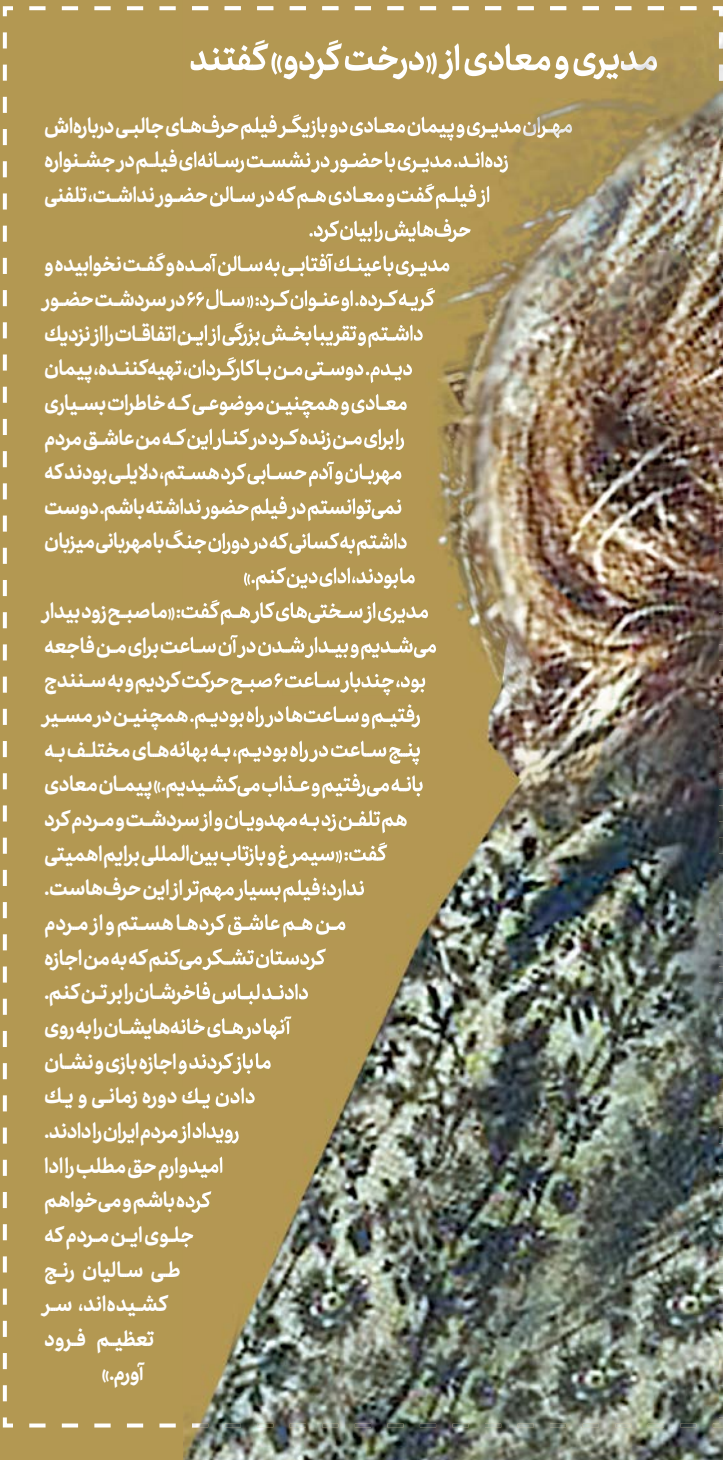 مدیری و معادی از «درخت گردو» گفتند
مهران مدیری و پیمان معادی دو بازیگر فیلم حرف‌های جالبی درباره‌اش
زده‌اند. مدیری با حضور در نشست رسانه‌ای فیلم در جشنواره
از فیلم گفت و معادی هم که در سالن حضور نداشت، تلفنی
حرف‌هایش را بیان کرد.
مدیری با عینك آفتابی به سالن آمده و گفت نخوابیده و
گریه کرده. او عنوان کرد: «سال ۶۶ در سردشت حضور
داشتم و تقریبا بخش بزرگی از این اتفاقات را از نزدیك
دیدم. دوستی من با کارگردان، تهیه‌کننده، پیمان
معادی و همچنین موضوعی که خاطرات بسیاری
را برای من زنده کرد در کنار این که من عاشق مردم
مهربان و آدم حسابی کرد هستم، دلایلی بودند که
نمی‌توانستم در فیلم حضور نداشته باشم. دوست
داشتم به کسانی که در دوران جنگ با مهربانی میزبان
ما بودند، ادای دین کنم.»
مدیری از سختی‌های کار هم گفت: «ما صبح زود بیدار
می‌شدیم و بیدار شدن در آن ساعت برای من فاجعه
بود، چندبار ساعت ۶ صبح حرکت کردیم و به سنندج
رفتیم و ساعت‌ها در راه بودیم. همچنین در مسیر
پنج ساعت در راه بودیم، به بهانه‌های مختلف به
بانه می‌رفتیم و عذاب می‌کشیدیم.» پیمان معادی
هم تلفن زد به مهدویان و از سردشت و مردم کرد
گفت: «سیمرغ و بازتاب بین‌المللی برایم اهمیتی
ندارد؛ فیلم بسیار مهم‌تر از این حرف‌هاست.
من هم عاشق کردها هستم و از مردم
کردستان تشکر می‌کنم که به من اجازه
دادند لباس فاخرشان را بر تن کنم.
آنها درهای خانه‌هایشان را به روی
ما باز کردند و اجازه بازی و نشان
دادن یك دوره زمانی و یك
رویداد از مردم ایران را دادند.
امیدوارم حق مطلب را ادا
کرده باشم و می‌خواهم
جلوی این مردم که
طی سالیان رنج
کشیده‌اند، سر
تعظیم فرود
آورم.»